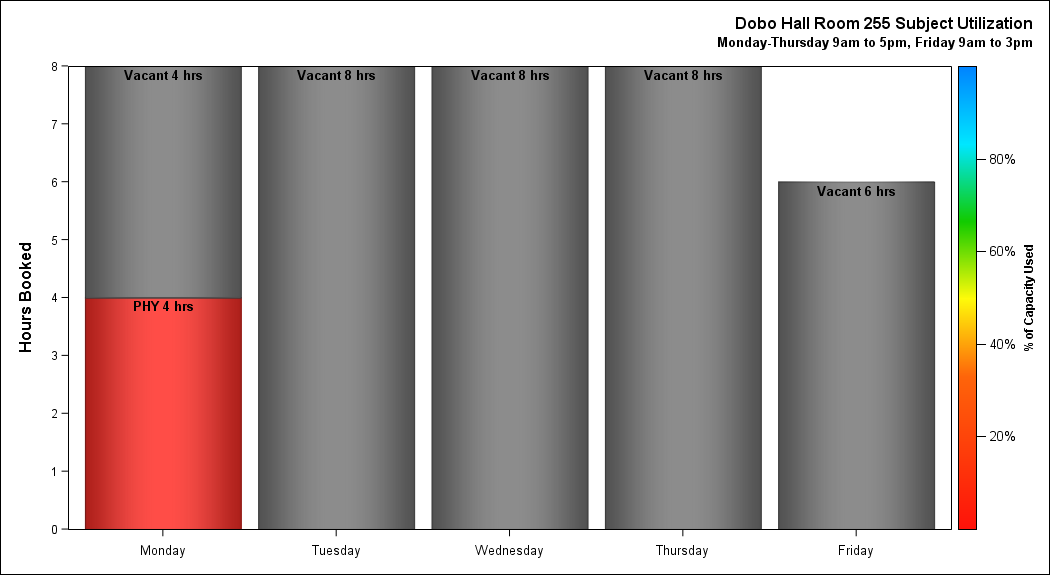 Dobo Hall Room 255 Subject Utilization
Monday-Thursday 9am to 5pm, Friday 9am to 3pm
Hours Booked
8
7
6
5
4
3
2
1
0
Vacant 4 hrs
Vacant 8 hrs
Vacant 8 hrs
Vacant 8 hrs
Vacant 6 hrs
PHY 4 hrs
Monday
Tuesday
Wednesday
Thursday
Friday
80%
60%
40%
20%
% of Capacity Used